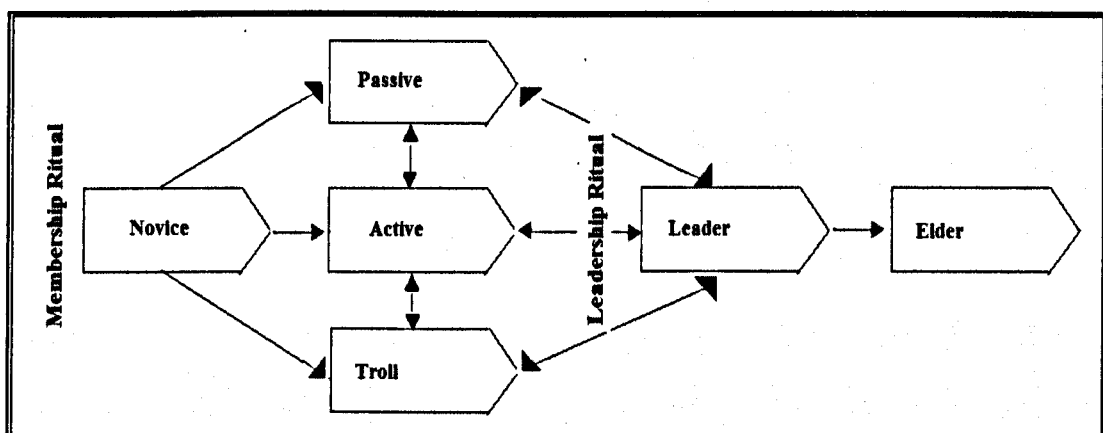 Membership Ritual
Novice
Passive
Active
Troll
Leadership Ritual
Leader
Elder